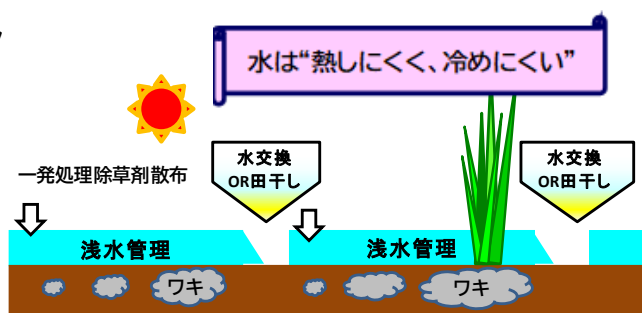 水は“熱しにくく、冷めにくい”
一発処理除草剤散布
水交換
OR田干し
水交換
OR田干し
浅水管理
浅水管理
ワキ
ワキ